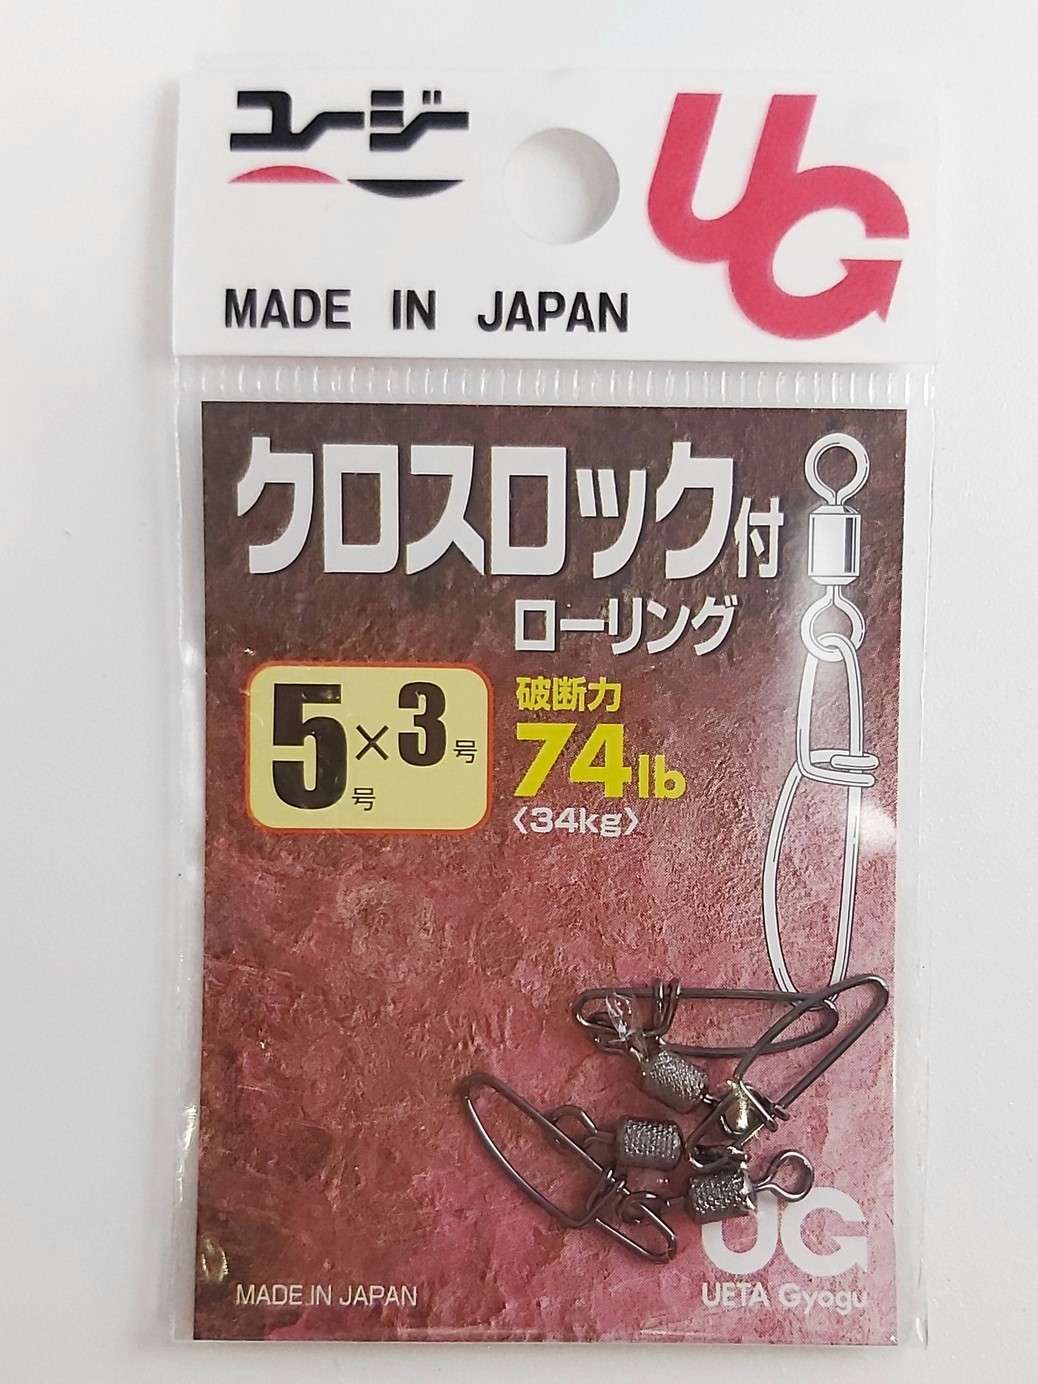 ユージ
UG
MADE IN JAPAN
クロスロック付
ローリング
5号×3号
破断力
74lb
〈34kg〉
UG
MADE IN JAPAN
UETA Gyogu